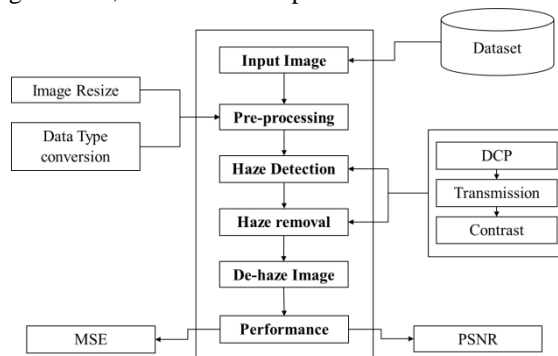 Dataset
Input Image
Image Resize
Pre-processing
Data Type
conversion
Haze Detection
DCP
Transmission
Haze removal
Contrast
De-haze Image
MSE
Performance
PSNR